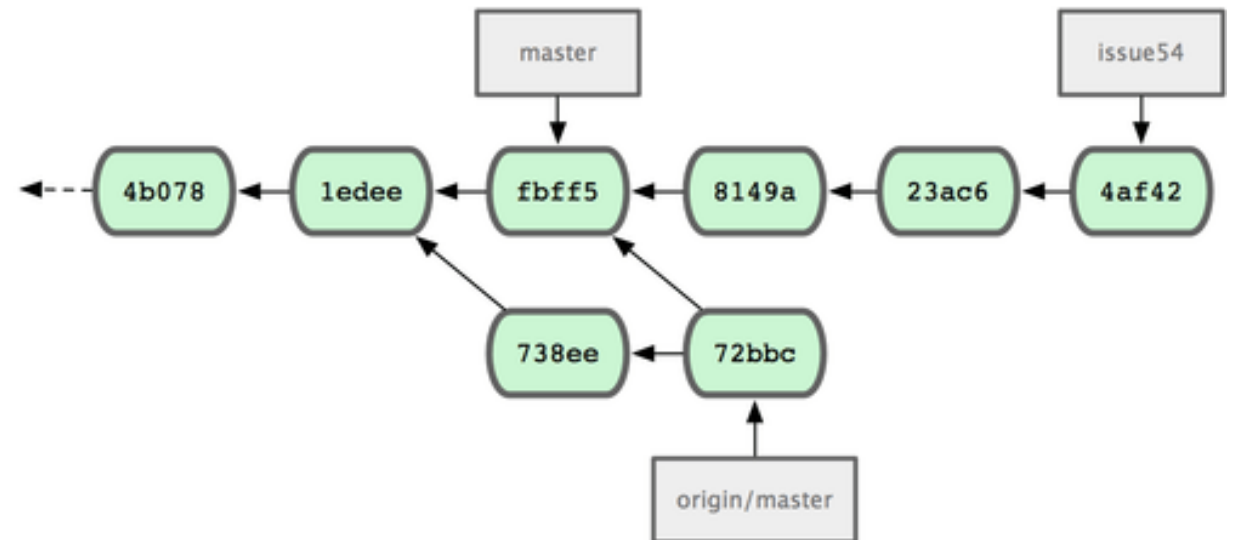 master
issue54
4b078
1edee
fbff5
8149a
23ac6
4af42
738ee
72bbc
origin/master